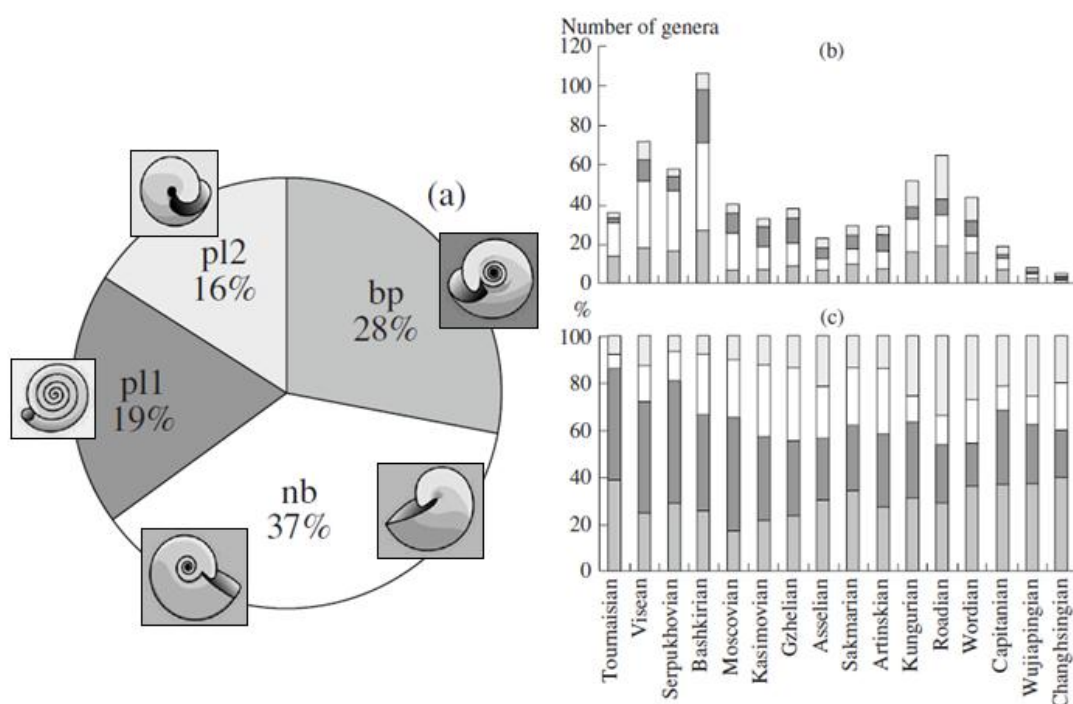 (a)
pl2
16%
bp
28%
pl1
19%
nb
37%
Number of genera
(b)
120
100
80
60
40
20
0
%
(c)
100
80
60
40
20
0
Tournaisian
Visean
Serpukhovian
Bashkirian
Moscovian
Kasimovian
Gzhelian
Asselian
Sakmarian
Artinskian
Kungurian
Roadian
Wordian
Capitanian
Wujiapingian
Changhsingian